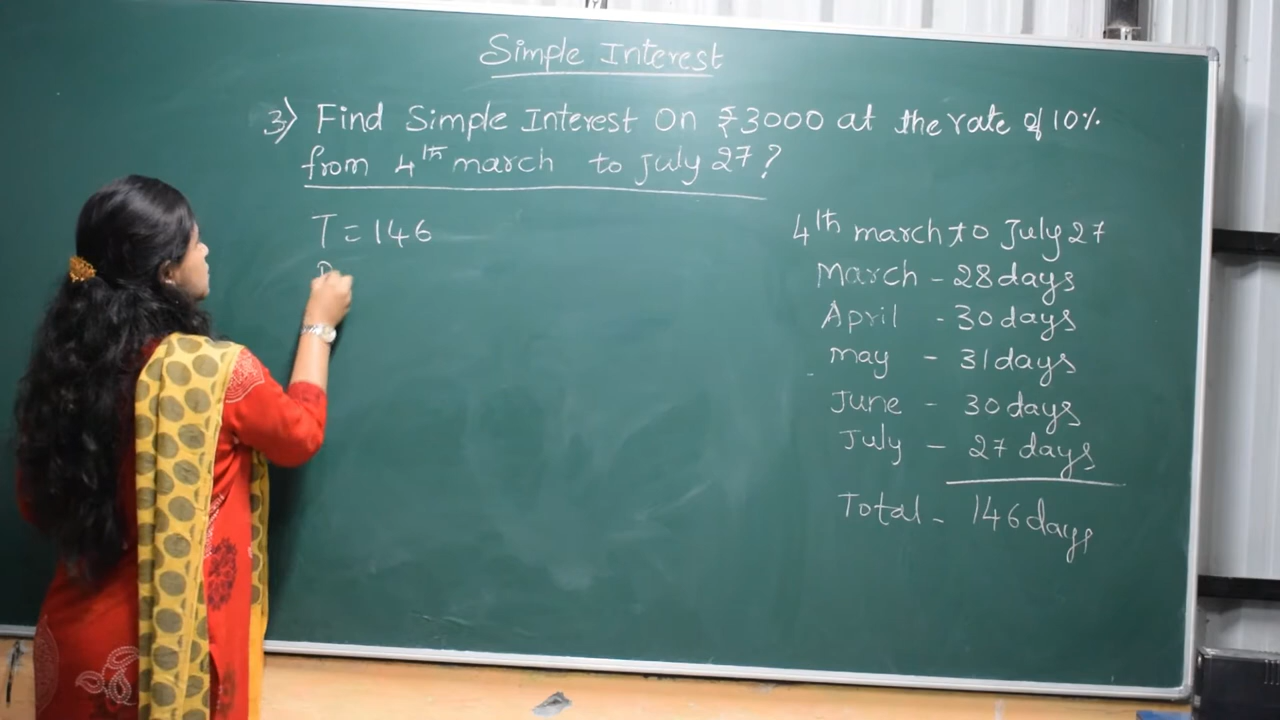 Simple Interest
3) Find Simple Interest On ₹3000 at the rate of 10%
from 4th march to July 27?
T = 146
4th march to July 27
March - 28 days
April - 30 days
may - 31 days
June - 30 days
July - 27 days
Total - 146 days